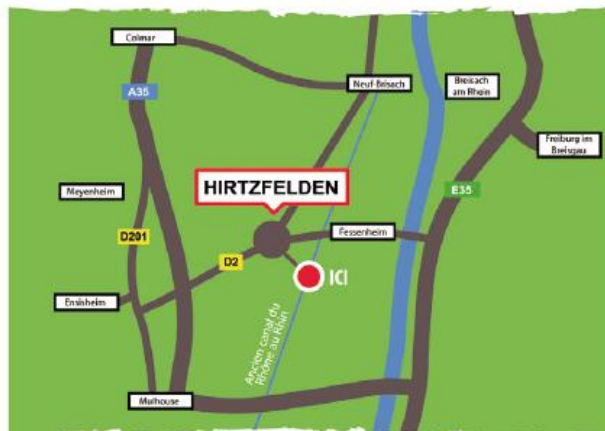 Colmar
Neuf-Brisach
Breisach
am Rhein
A35
Freiburg im
Breisgau
Meyenheim
HIRTZFELDEN
E35
D201
Fessenheim
D2
ICI
Ensisheim
Ancien canal du
Rhône au Rhin
Mulhouse